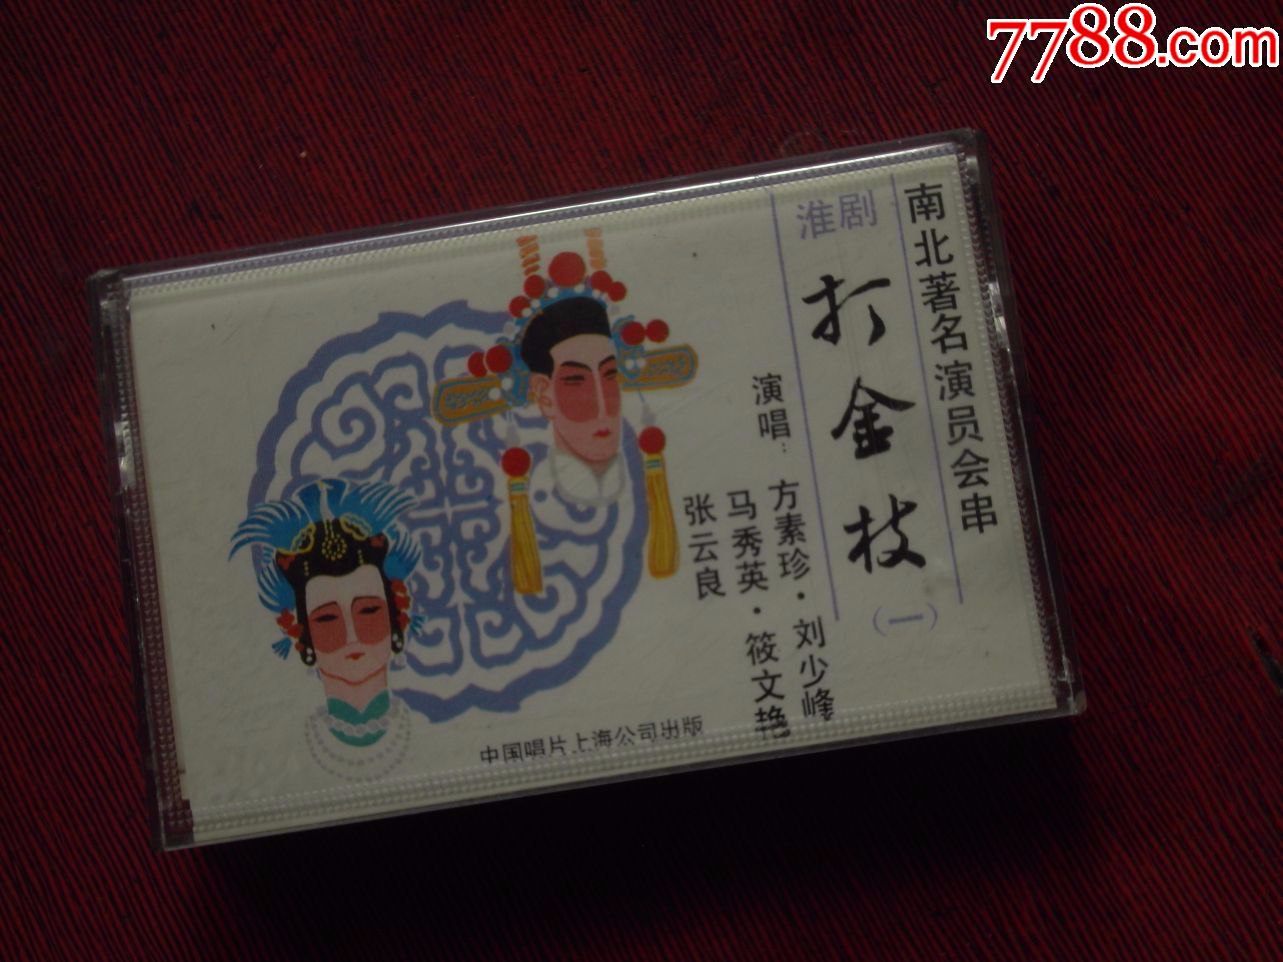 7788.com
南北著名演员会串
淮剧
打金枝
(一)
演唱:方素珍·刘少峰
马秀英·筱文艳
张云良
中国唱片上海公司出版